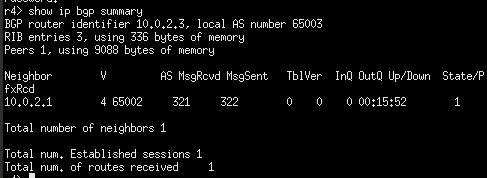 r4> show ip bgp summary
BGP router identifier 10.0.2.3, local AS number 65003
RIB entries 3, using 336 bytes of memory
Peers 1, using 9088 bytes of memory
Neighbor V AS MsgRcvd MsgSent TblVer InQ OutQ Up/Down State/P
fxRcd
10.0.2.1 4 65002 321 322 0 0 0 00:15:52 1
Total number of neighbors 1
Total num. Established sessions 1
Total num. of routes received 1
r4>